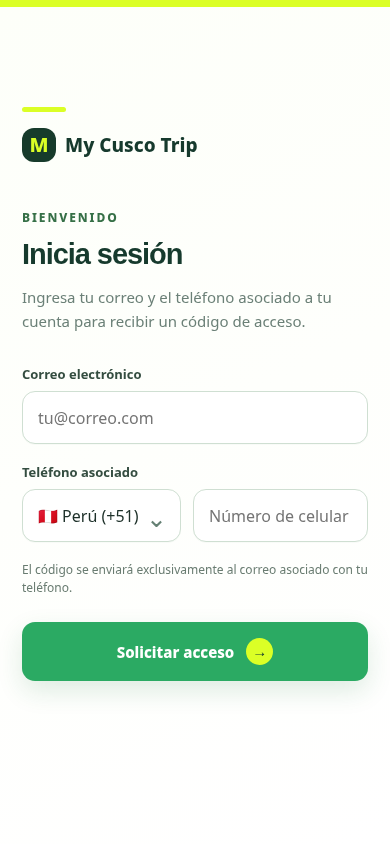 M My Cusco Trip
BIENVENIDO
Inicia sesión
Ingresa tu correo y el teléfono asociado a tu
cuenta para recibir un código de acceso.
Correo electrónico
tu@correo.com
Teléfono asociado
🇵🇪 Perú (+51) Número de celular
El código se enviará exclusivamente al correo asociado con tu
teléfono.
Solicitar acceso →